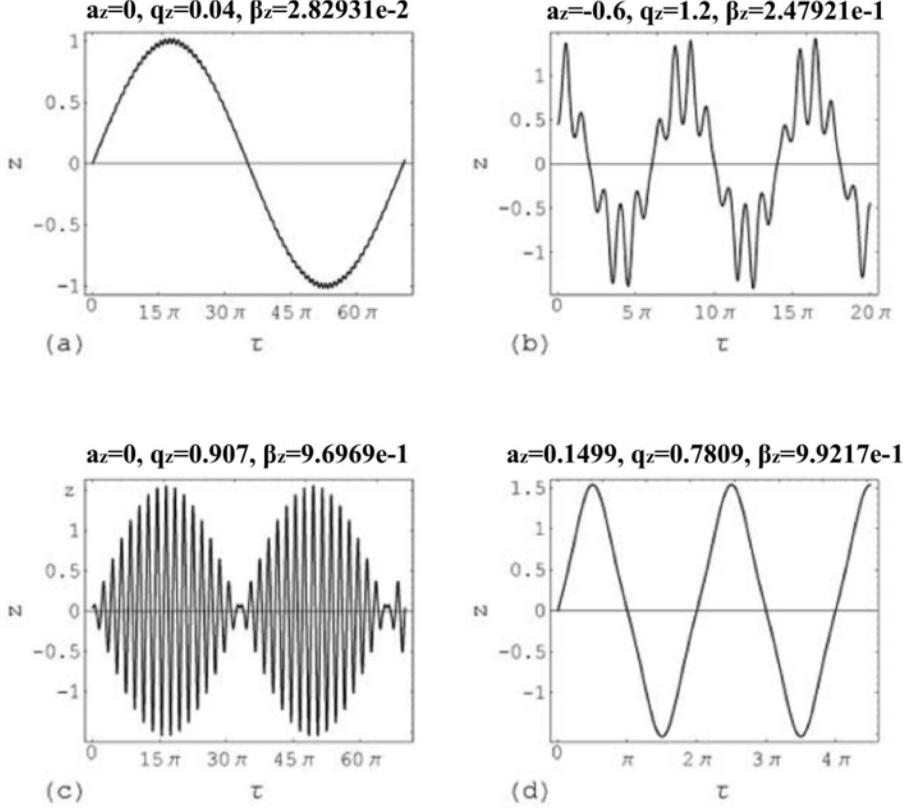 az=0, qz=0.04, βz=2.82931e-2
1
0.5
0
-0.5
-1
z
0 15 π 30 π 45 π 60 π
(a) τ
az=-0.6, qz=1.2, βz=2.47921e-1
1
0.5
0
-0.5
-1
z
0 5 π 10 π 15 π 20 π
(b) τ
az=0, qz=0.907, βz=9.6969e-1
z
1
0.5
0
-0.5
-1
z
0 15 π 30 π 45 π 60 π
(c) τ
az=0.1499, qz=0.7809, βz=9.9217e-1
1.5
1
0.5
0
-0.5
-1
z
0 π 2 π 3 π 4 π
(d) τ